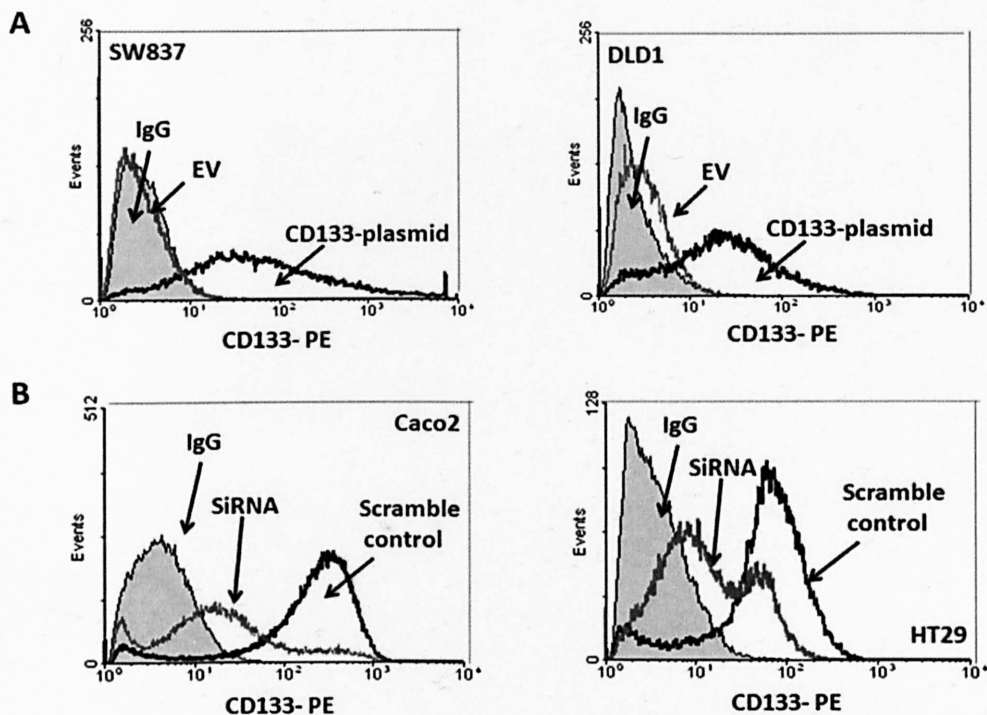 A
256
SW837
IgG
EV
CD133-plasmid
Events
0
10⁰ 10¹ 10² 10³ 10⁴
CD133- PE
256
DLD1
IgG
EV
CD133-plasmid
Events
0
10⁰ 10¹ 10² 10³ 10⁴
CD133- PE
B
512
Caco2
IgG
SiRNA
Scramble
control
Events
0
10⁰ 10¹ 10² 10³ 10⁴
CD133- PE
128
IgG
SiRNA
Scramble
control
HT29
Events
0
10⁰ 10¹ 10² 10³ 10⁴
CD133- PE